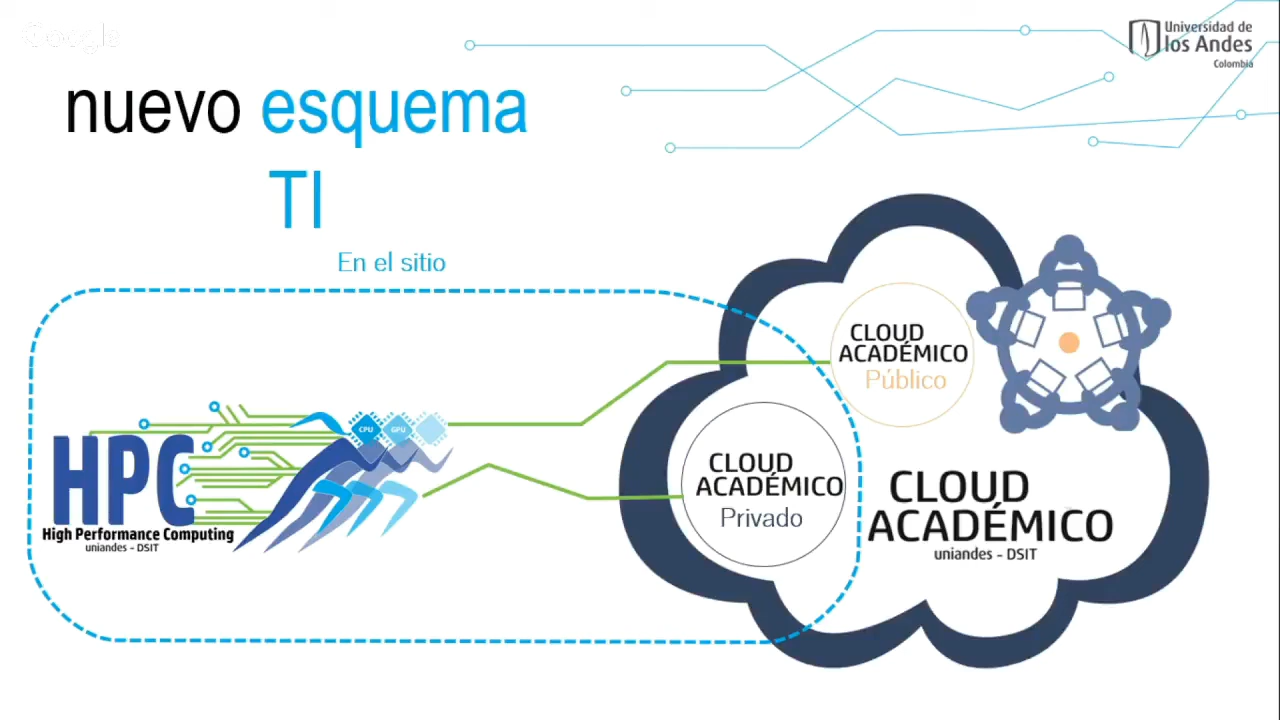 Google
Universidad de
los Andes
Colombia
nuevo esquema
TI
En el sitio
CLOUD
ACADÉMICO
Público
CPU
GPU
HPC
High Performance Computing
uniandes - DSIT
CLOUD
ACADÉMICO
Privado
CLOUD
ACADÉMICO
uniandes - DSIT